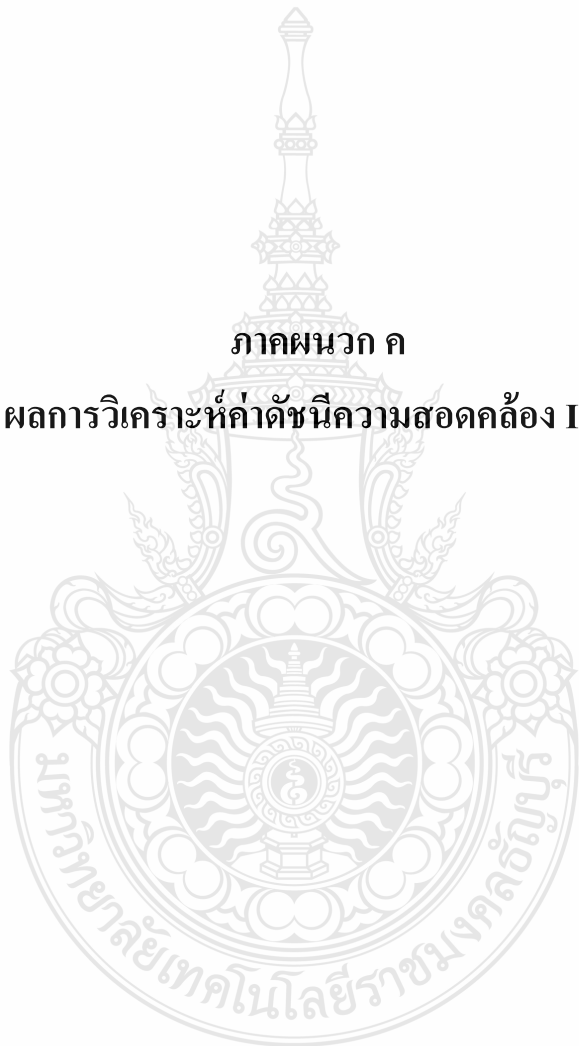 ภาคผนวก ค
ผลการวิเคราะห์ค่าดัชนีความสอดคล้อง I
มหาวิทยาลัยเทคโนโลยีราชมงคลธัญบุรี